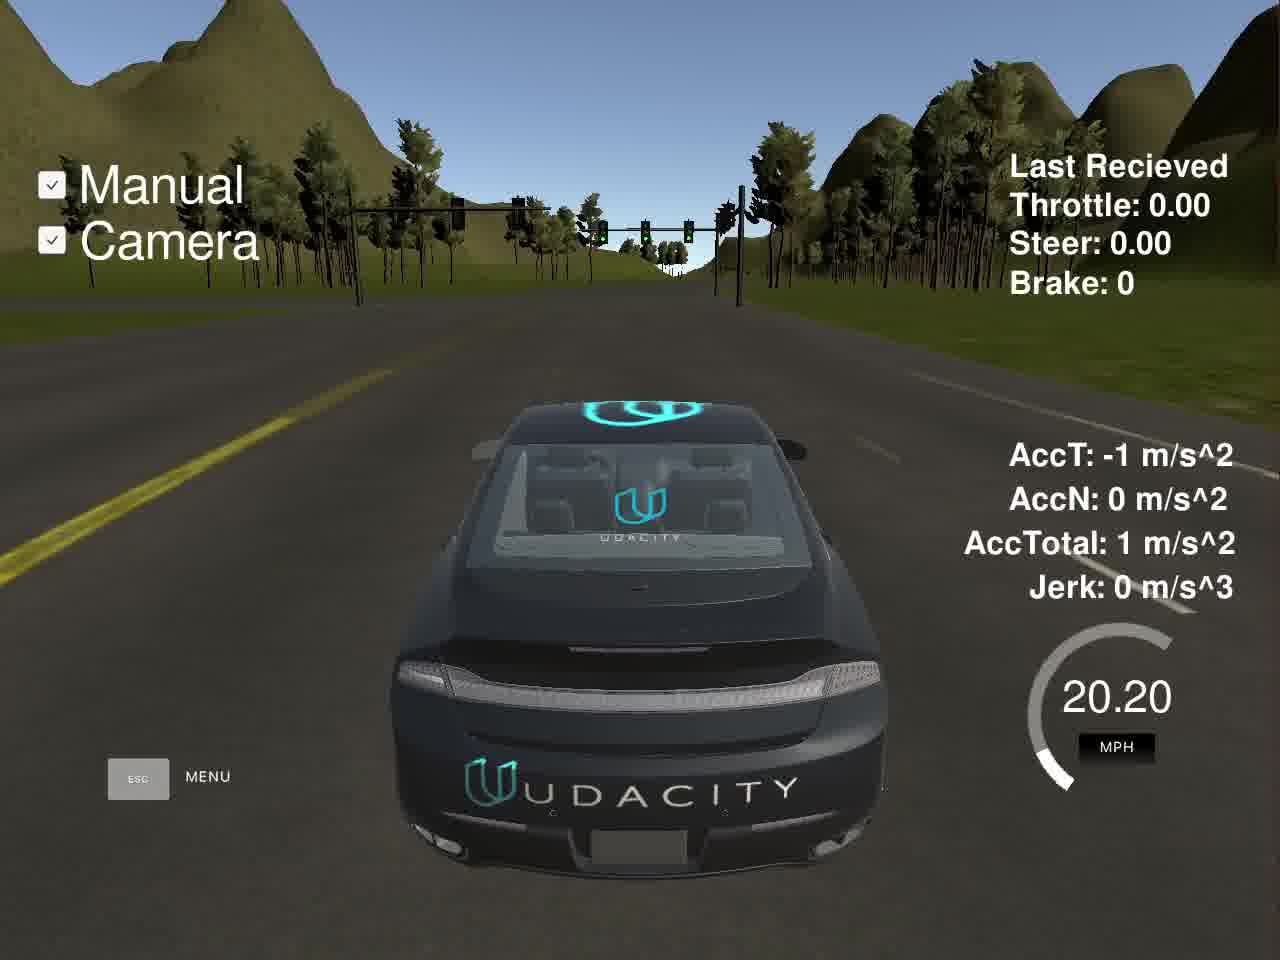 Manual
Camera
Last Recieved
Throttle: 0.00
Steer: 0.00
Brake: 0
AccT: -1 m/s^2
AccN: 0 m/s^2
AccTotal: 1 m/s^2
Jerk: 0 m/s^3
UDACITY
20.20
MPH
ESC MENU
UDACITY